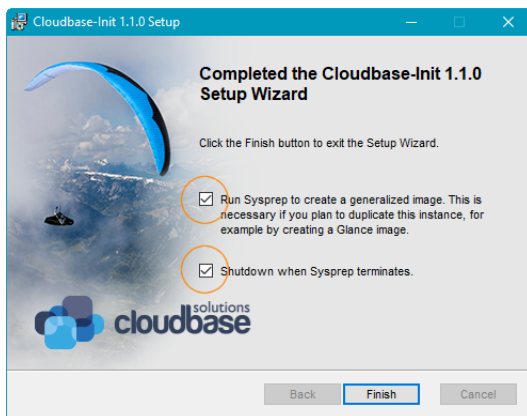 Cloudbase-Init 1.1.0 Setup
Completed the Cloudbase-Init 1.1.0
Setup Wizard
Click the Finish button to exit the Setup Wizard.
Run Sysprep to create a generalized image. This is
necessary if you plan to duplicate this instance, for
example by creating a Glance image.
Shutdown when Sysprep terminates.
solutions
cloudbase
Back
Finish
Cancel